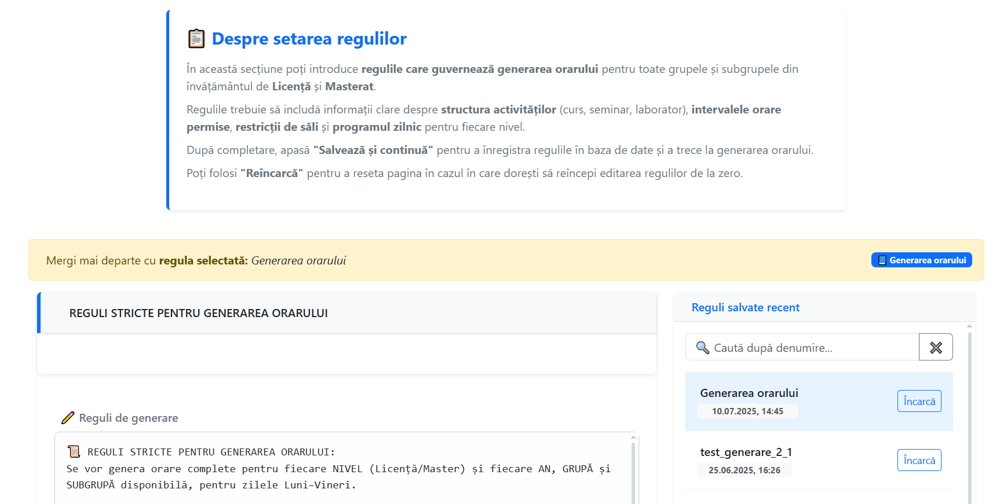 Despre setarea regulilor
În această secțiune poți introduce regulile care guvernează generarea orarului pentru toate grupele și subgrupele din
învățământul de Licență și Masterat.
Regulile trebuie să includă informații clare despre structura activităților (curs, seminar, laborator), intervalele orare
permise, restricții de săli și programul zilnic pentru fiecare nivel.
După completare, apasă "Salvează și continuă" pentru a înregistra regulile în baza de date și a trece la generarea orarului.
Poți folosi "Reîncarcă" pentru a reseta pagina în cazul în care dorești să reîncepi editarea regulilor de la zero.
Mergi mai departe cu regula selectată: Generarea orarului
Generarea orarului
REGULI STRICTE PENTRU GENERAREA ORARULUI
Reguli de generare
REGULI STRICTE PENTRU GENERAREA ORARULUI:
Se vor genera orare complete pentru fiecare NIVEL (Licență/Master) și fiecare AN, GRUPĂ și
SUBGRUPĂ disponibilă, pentru zilele Luni–Vineri.
Reguli salvate recent
Caută după denumire...
Generarea orarului
10.07.2025, 14:45
Încarcă
test_generare_2_1
25.06.2025, 16:26
Încarcă